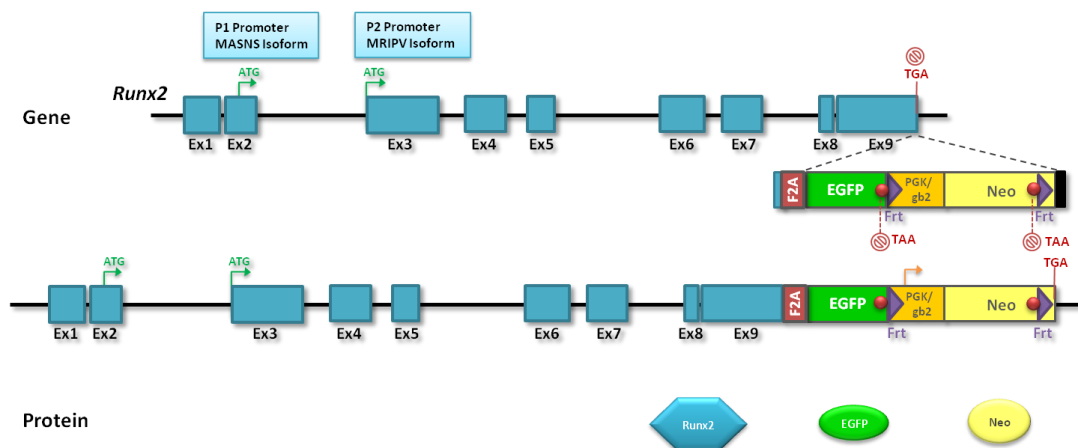 P1 Promoter
MASNS Isoform
P2 Promoter
MRIPV Isoform
ATG
ATG
TGA
Runx2
Gene
Ex1 Ex2 Ex3 Ex4 Ex5 Ex6 Ex7 Ex8 Ex9
F2A EGFP PGK/
gb2 Neo
Frt Frt
TAA TAA
TGA
ATG ATG
F2A EGFP PGK/
gb2 Neo
Ex1 Ex2 Ex3 Ex4 Ex5 Ex6 Ex7 Ex8 Ex9 Frt Frt
Protein
Runx2 EGFP Neo